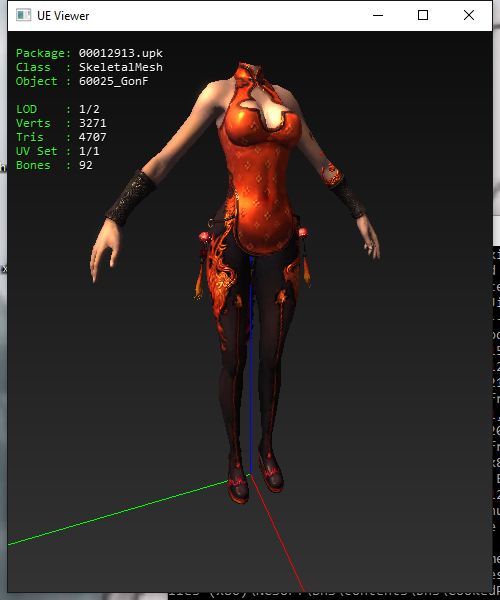 UE Viewer
Package: 00012913.upk
Class : SkeletalMesh
Object : 60025_GonF
LOD : 1/2
Verts : 3271
Tris : 4707
UV Set : 1/1
Bones : 92